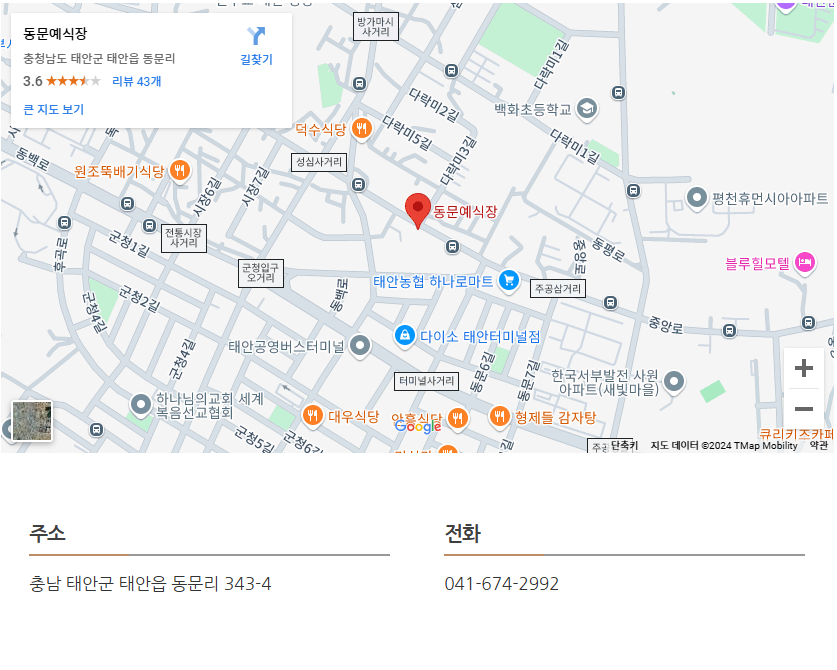 동문예식장
충청남도 태안군 태안읍 동문리
3.6 리뷰 43개
큰 지도 보기
길찾기
방가마시
사거리
다락미1길
다락미2길
백화초등학교
덕수식당
다락미5길
다락미3길
다락미1길
성심사거리
동백로
원조뚝배기식당
시장6길
시장7길
평천휴먼시아아파트
동문예식장
전통시장
사거리
군청1길
후곡로
군청입구
오거리
중앙로
동평로
블루힐모텔
태안농협 하나로마트
주공삼거리
동백로
군청2길
군청4길
중앙로
다이소 태안터미널점
태안공영버스터미널
군청4길
동문6길
동문7길
터미널사거리
한국서부발전 사원
아파트(새빛마을)
하나님의교회 세계
복음선교협회
대우식당
안흥식당
형제들 감자탕
Google
군청5길
군청6길
큐리키즈카페
단축키
지도 데이터 ©2024 TMap Mobility
약관
주소
전화
충남 태안군 태안읍 동문리 343-4
041-674-2992